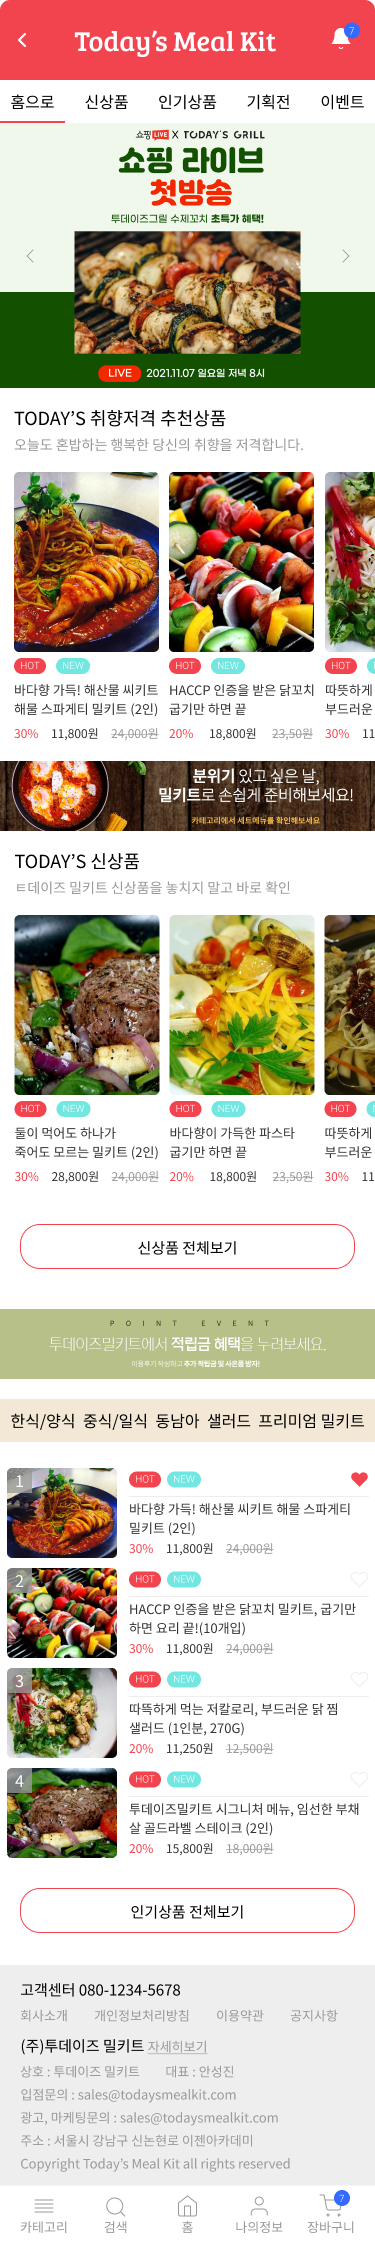 Today's Meal Kit
7
홈으로 신상품 인기상품 기획전 이벤트
쇼핑 LIVE X TODAY'S GRILL
쇼핑 라이브
첫방송
투데이즈그릴 수제꼬치 초특가 혜택!
LIVE 2021.11.07 일요일 저녁 8시
TODAY'S 취향저격 추천상품
오늘도 혼밥하는 행복한 당신의 취향을 저격합니다.
HOT NEW HOT NEW HOT
바다향 가득! 해산물 씨키트 HACCP 인증을 받은 닭꼬치 따뜻하게
해물 스파게티 밀키트 (2인) 굽기만 하면 끝 부드러운
30% 11,800원 24,000원 20% 18,800원 23,50원 30% 11
분위기 있고 싶은 날,
밀키트로 손쉽게 준비해보세요!
카테고리에서 세트메뉴를 확인해보세요
TODAY'S 신상품
ㅌ데이즈 밀키트 신상품을 놓치지 말고 바로 확인
HOT NEW HOT NEW HOT
둘이 먹어도 하나가 바다향이 가득한 파스타 따뜻하게
죽어도 모르는 밀키트 (2인) 굽기만 하면 끝 부드러운
30% 28,800원 24,000원 20% 18,800원 23,50원 30% 11
신상품 전체보기
POINT EVENT
투데이즈밀키트에서 적립금 혜택을 누려보세요.
이용후기 작성하고 추가 적립금 및 사은품 받자!
한식/양식 중식/일식 동남아 샐러드 프리미엄 밀키트
1 HOT NEW
바다향 가득! 해산물 씨키트 해물 스파게티
밀키트 (2인)
30% 11,800원 24,000원
2 HOT NEW
HACCP 인증을 받은 닭꼬치 밀키트, 굽기만
하면 요리 끝!(10개입)
30% 11,800원 24,000원
3 HOT NEW
따뜩하게 먹는 저칼로리, 부드러운 닭 찜
샐러드 (1인분, 270G)
20% 11,250원 12,500원
4 HOT NEW
투데이즈밀키트 시그니처 메뉴, 임선한 부채
살 골드라벨 스테이크 (2인)
20% 15,800원 18,000원
인기상품 전체보기
고객센터 080-1234-5678
회사소개 개인정보처리방침 이용약관 공지사항
(주)투데이즈 밀키트 자세히보기
상호 : 투데이즈 밀키트 대표 : 안성진
입점문의 : sales@todaysmealkit.com
광고, 마케팅문의 : sales@todaysmealkit.com
주소 : 서울시 강남구 신논현로 이젠아카데미
Copyright Today's Meal Kit all rights reserved
7
카테고리 검색 홈 나의정보 장바구니